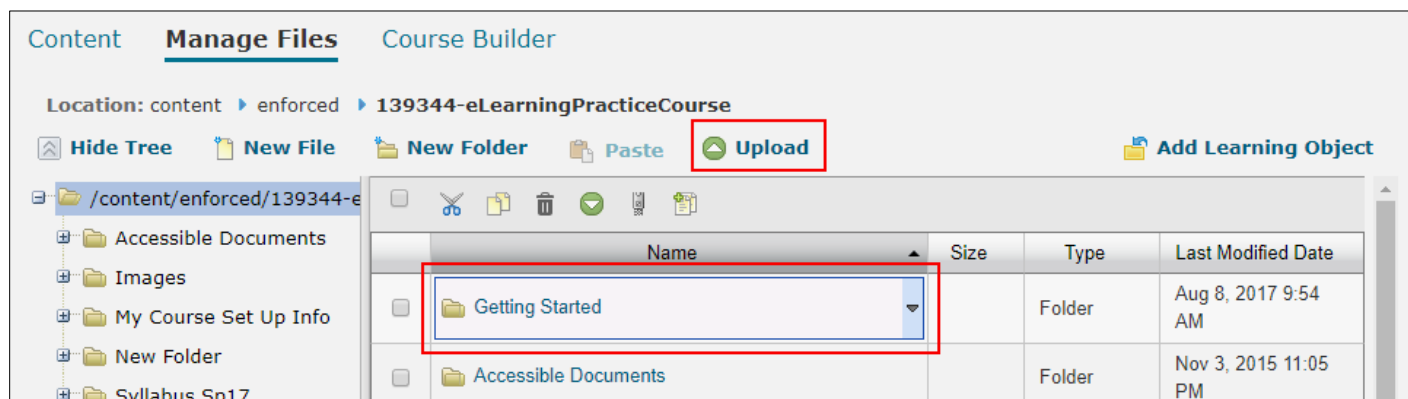 Content Manage Files Course Builder
Location: content enforced 139344-eLearningPracticeCourse
Hide Tree New File New Folder Paste Upload Add Learning Object
/content/enforced/139344-e
Accessible Documents
Images
My Course Set Up Info
New Folder
Syllabus Sp17
Name Size Type Last Modified Date
Getting Started Folder Aug 8, 2017 9:54
AM
Accessible Documents Folder Nov 3, 2015 11:05
PM